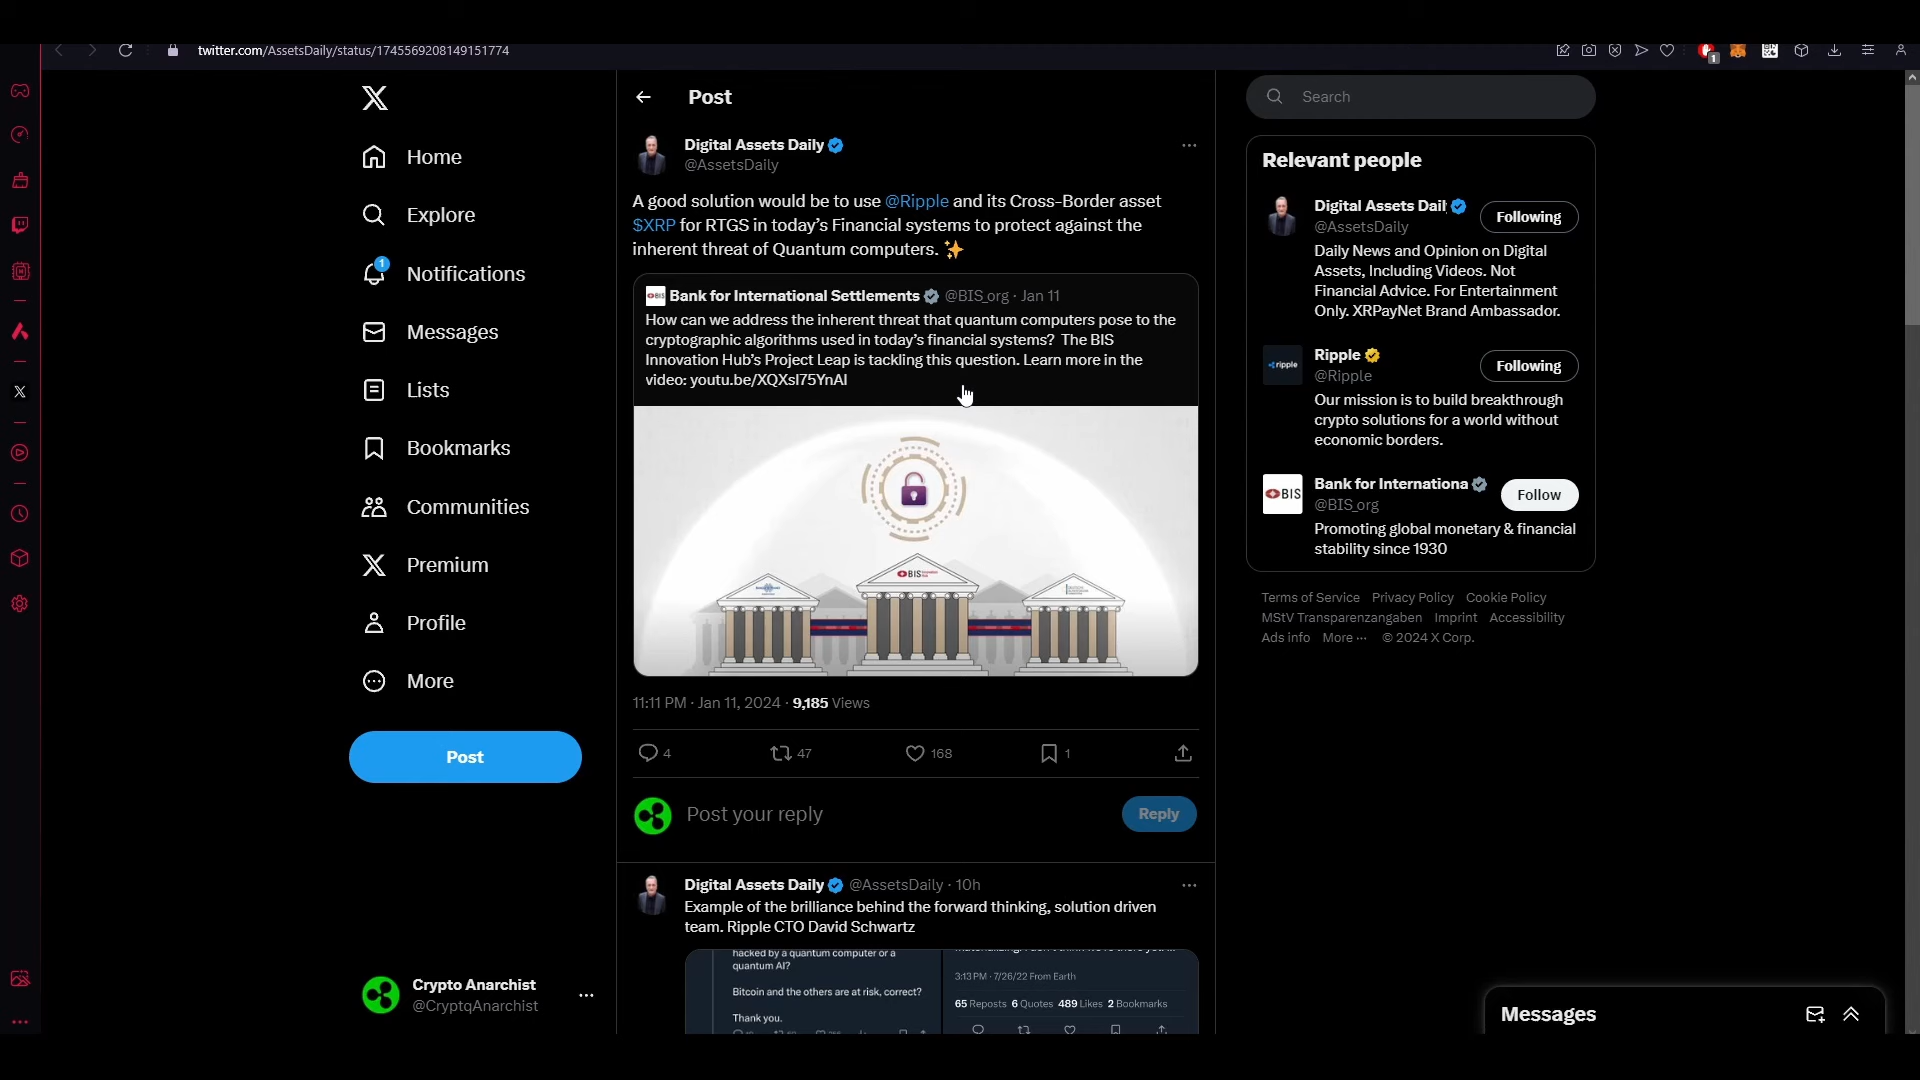 twitter.com/AssetsDaily/status/1745569208149151774
1
Home
Explore
1
Notifications
Messages
Lists
Bookmarks
Communities
Premium
Profile
More
Post
Crypto Anarchist
@CryptqAnarchist
Post
Digital Assets Daily
@AssetsDaily
A good solution would be to use @Ripple and its Cross-Border asset
$XRP for RTGS in today's Financial systems to protect against the
inherent threat of Quantum computers. ✨
Bank for International Settlements @BIS_org · Jan 11
How can we address the inherent threat that quantum computers pose to the
cryptographic algorithms used in today's financial systems? The BIS
Innovation Hub's Project Leap is tackling this question. Learn more in the
video: youtu.be/XQXsI75YnAI
BIS
11:11 PM · Jan 11, 2024 · 9,185 Views
4 47 168 1
Post your reply
Reply
Digital Assets Daily @AssetsDaily · 10h
Example of the brilliance behind the forward thinking, solution driven
team. Ripple CTO David Schwartz
hacked by a quantum computer or a
quantum AI?
Bitcoin and the others are at risk, correct?
Thank you.
3:13 PM · 7/26/22 From Earth
65 Reposts 6 Quotes 489 Likes 2 Bookmarks
Search
Relevant people
Digital Assets Dail
@AssetsDaily
Following
Daily News and Opinion on Digital
Assets, Including Videos. Not
Financial Advice. For Entertainment
Only. XRPayNet Brand Ambassador.
ripple
Ripple
@Ripple
Following
Our mission is to build breakthrough
crypto solutions for a world without
economic borders.
BIS
Bank for Internationa
@BIS_org
Follow
Promoting global monetary & financial
stability since 1930
Terms of Service Privacy Policy Cookie Policy
MStV Transparenzangaben Imprint Accessibility
Ads info More ··· © 2024 X Corp.
Messages